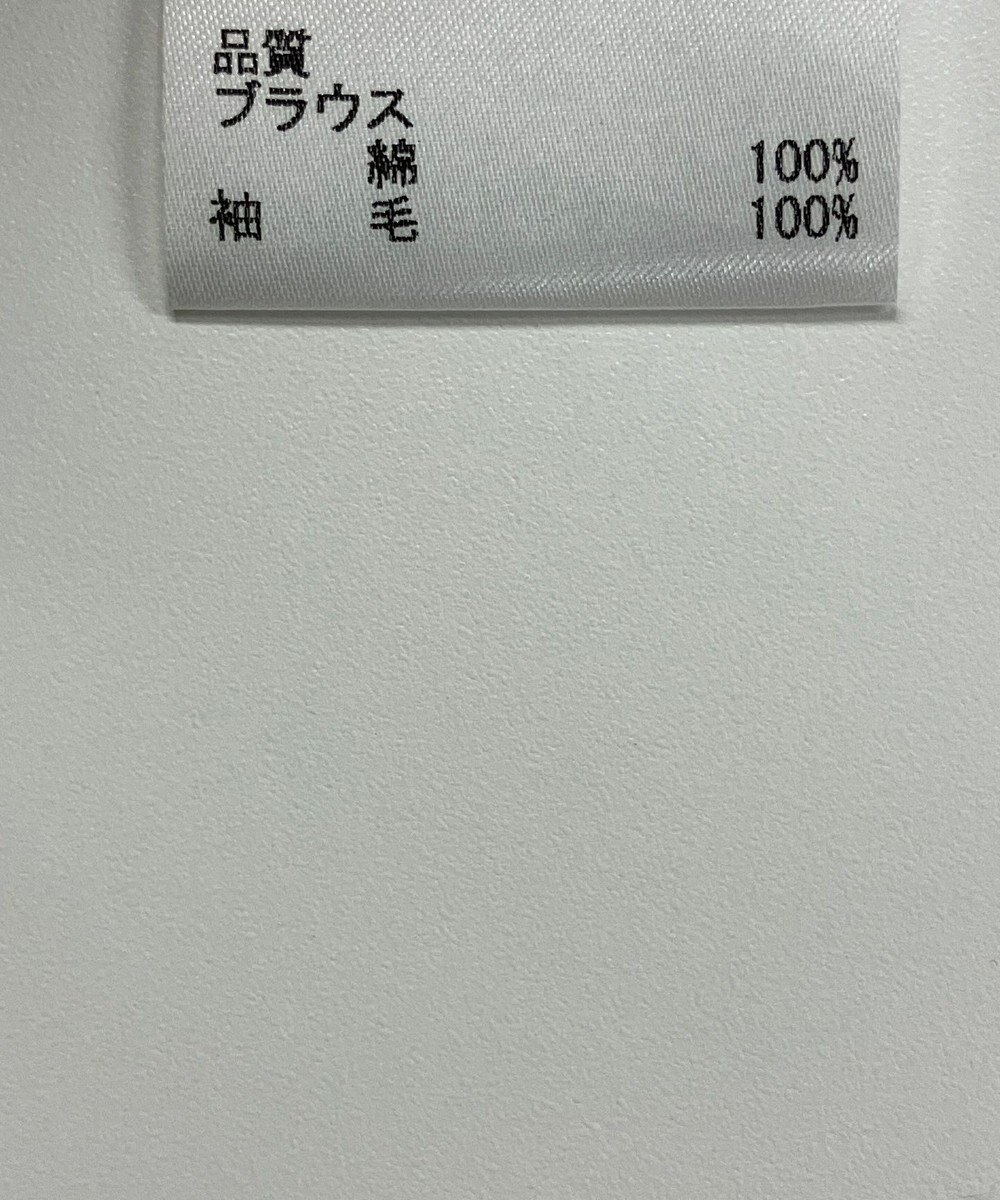 品質
ブラウス
綿 100%
袖 毛 100%